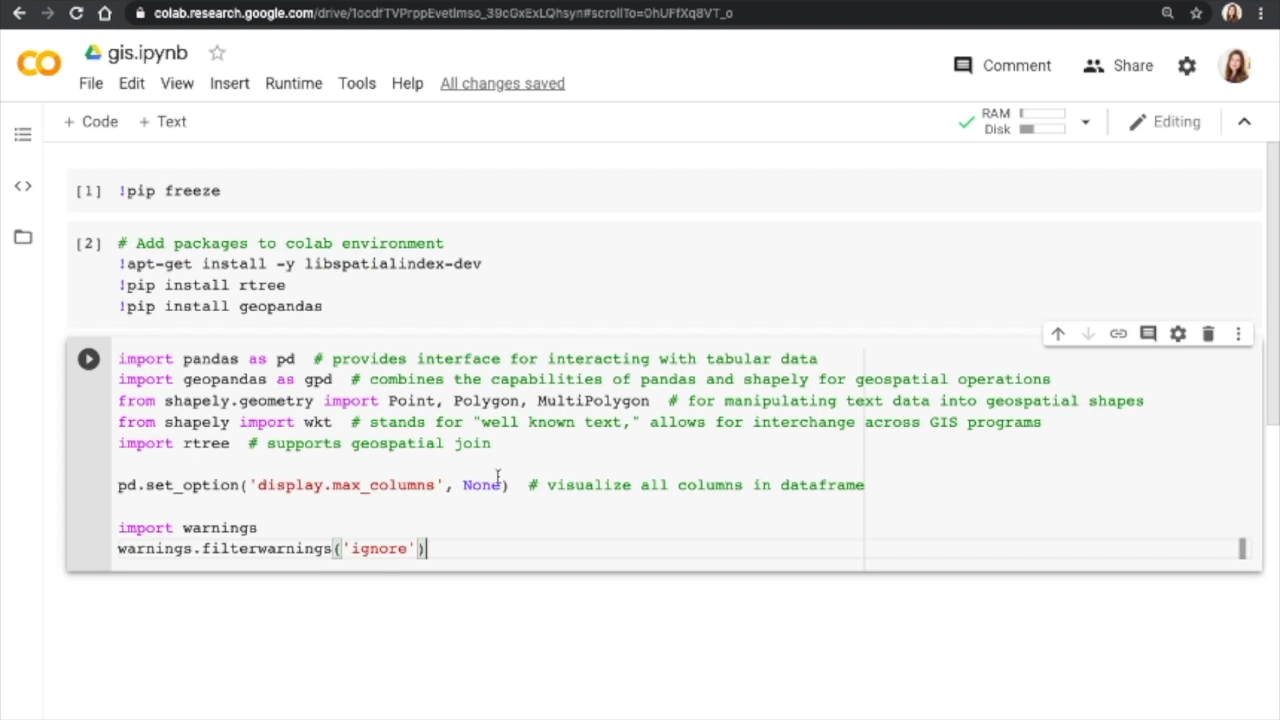 colab.research.google.com/drive/1ocdfTVPrppEvetImso_39cGxExLQhsyn#scrollTo=0hUFfXq8VT_o
gis.ipynb
File Edit View Insert Runtime Tools Help All changes saved
Comment Share
+ Code + Text
RAM
Disk
Editing
[1] !pip freeze
[2] # Add packages to colab environment
!apt-get install -y libspatialindex-dev
!pip install rtree
!pip install geopandas
import pandas as pd # provides interface for interacting with tabular data
import geopandas as gpd # combines the capabilities of pandas and shapely for geospatial operations
from shapely.geometry import Point, Polygon, MultiPolygon # for manipulating text data into geospatial shapes
from shapely import wkt # stands for "well known text," allows for interchange across GIS programs
import rtree # supports geospatial join
pd.set_option('display.max_columns', None) # visualize all columns in dataframe
import warnings
warnings.filterwarnings('ignore')